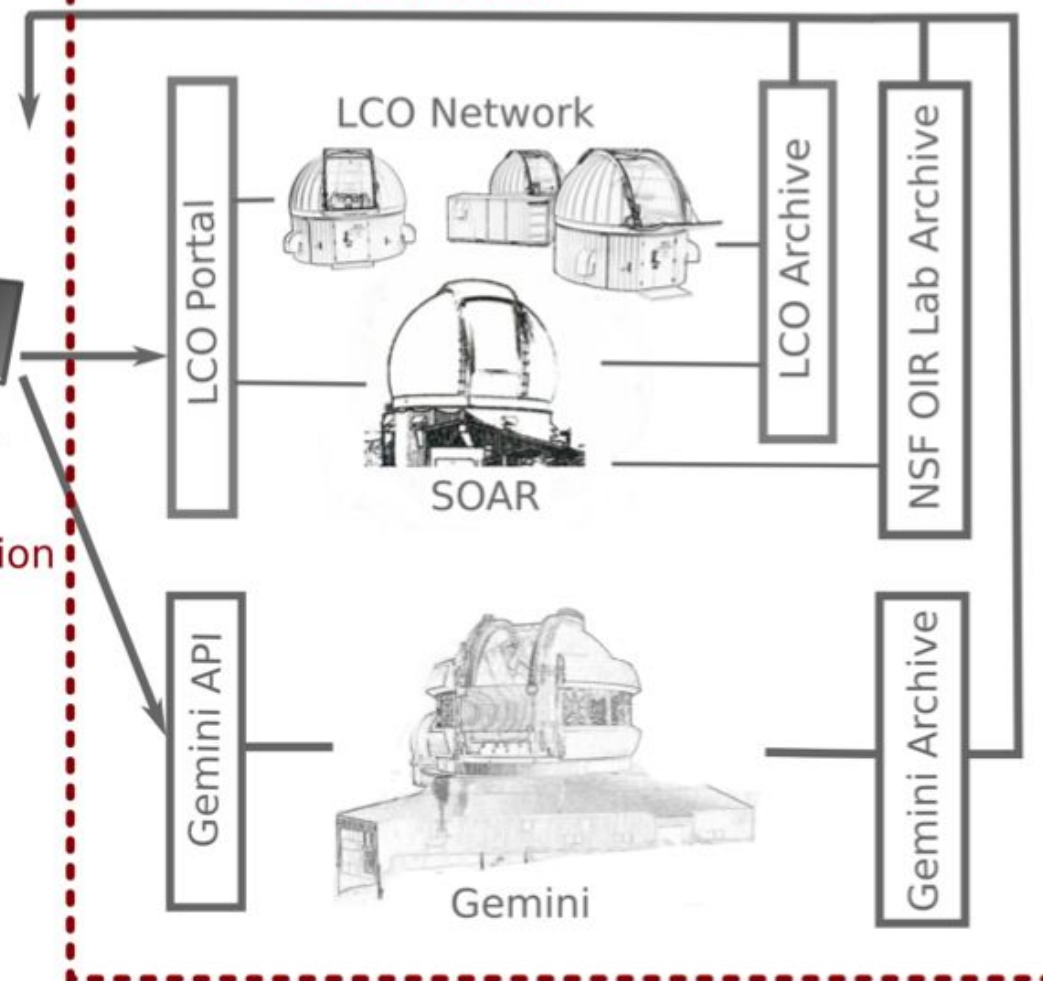 LCO Network
LCO Portal
LCO Archive
NSF OIR Lab Archive
SOAR
ion
Gemini API
Gemini Archive
Gemini